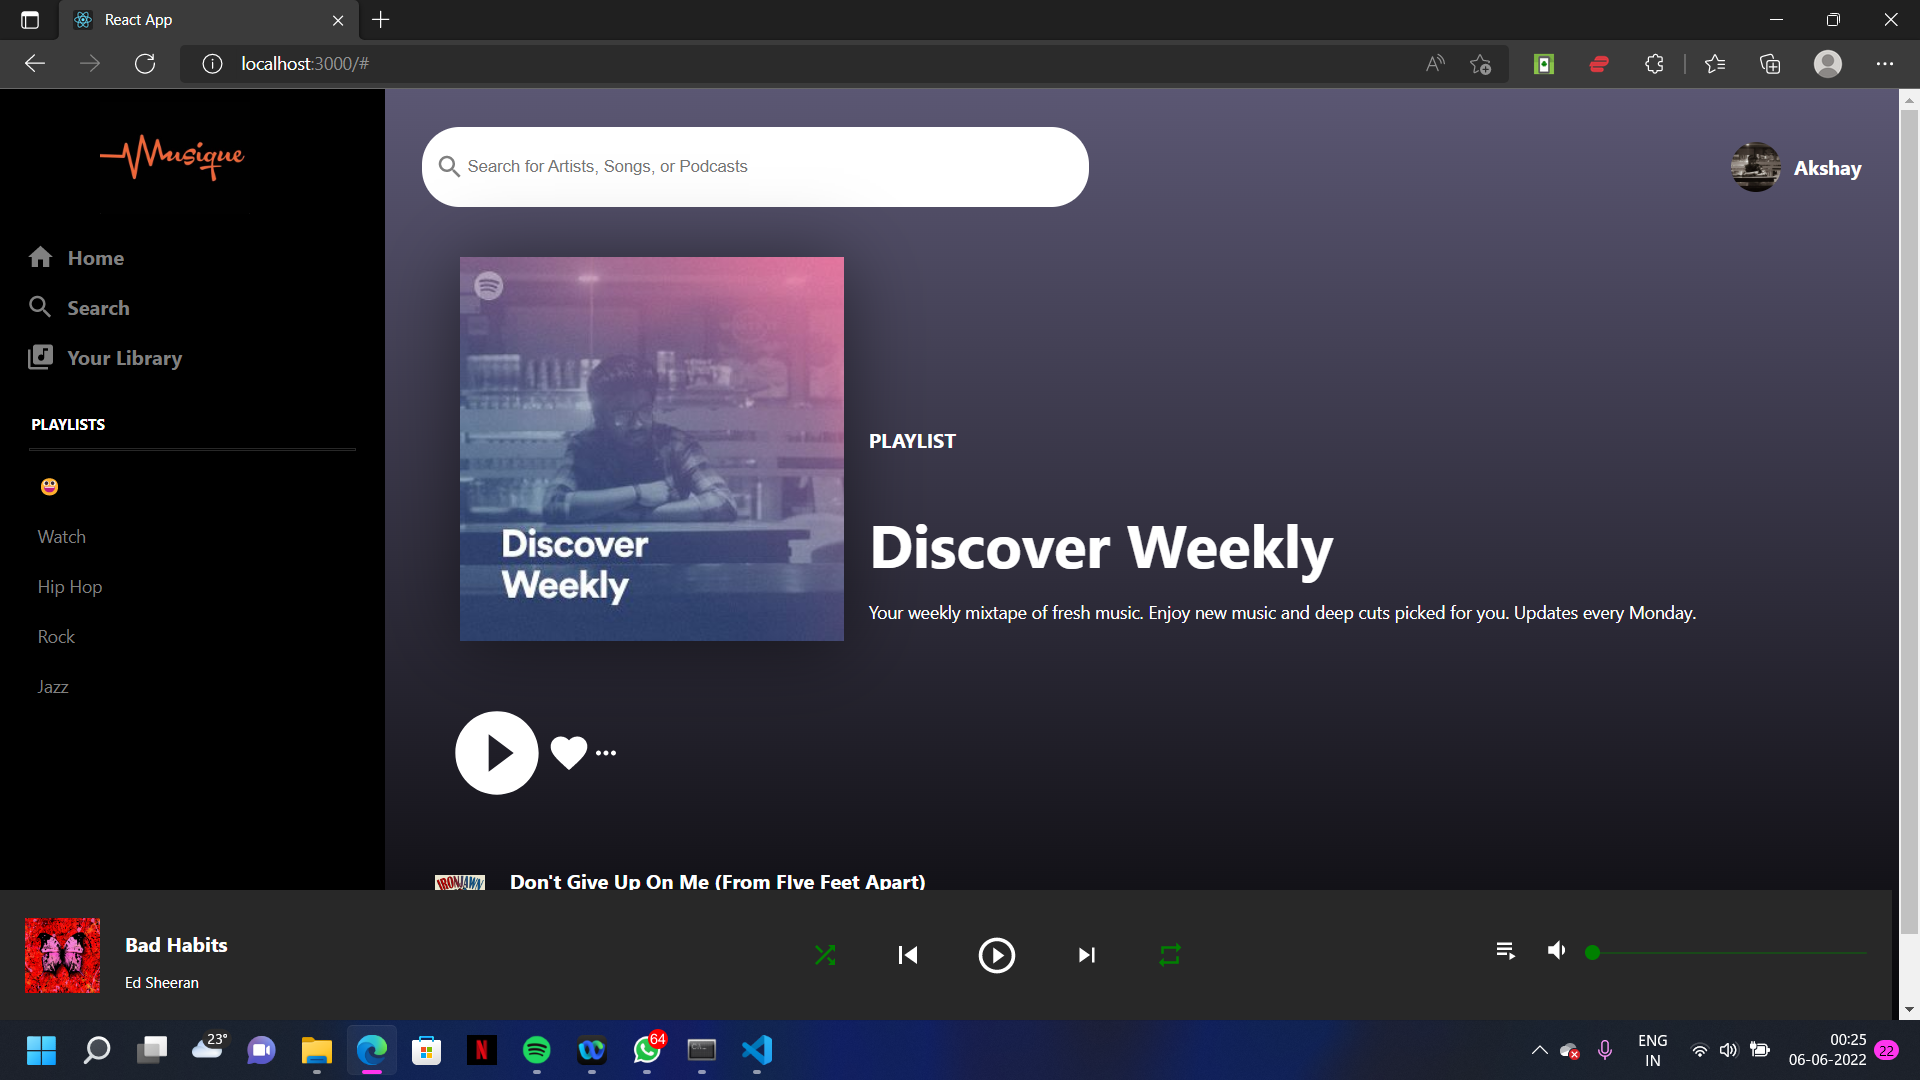 React App
localhost:3000/#
Musique
Search for Artists, Songs, or Podcasts
Akshay
Home
Search
Your Library
PLAYLISTS
Watch
Hip Hop
Rock
Jazz
Discover
Weekly
PLAYLIST
Discover Weekly
Your weekly mixtape of fresh music. Enjoy new music and deep cuts picked for you. Updates every Monday.
IRONJAWN
Don't Give Up On Me (From FIve Feet Apart)
Bad Habits
Ed Sheeran
23°
N
64
ENG
IN
00:25
06-06-2022
22